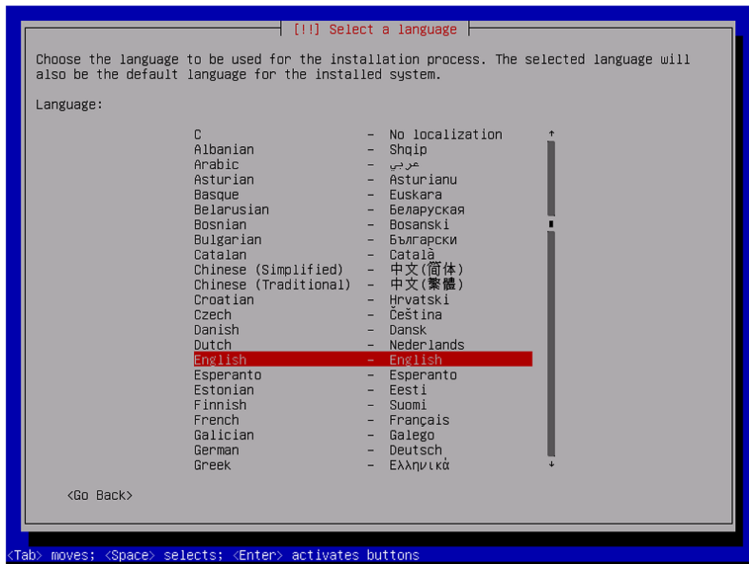 [!!] Select a language
Choose the language to be used for the installation process. The selected language will
also be the default language for the installed system.
Language:
C - No localization
Albanian - Shqip
Arabic - عربي
Asturian - Asturianu
Basque - Euskara
Belarusian - Беларуская
Bosnian - Bosanski
Bulgarian - Български
Catalan - Català
Chinese (Simplified) - 中文(简体)
Chinese (Traditional) - 中文(繁體)
Croatian - Hrvatski
Czech - Čeština
Danish - Dansk
Dutch - Nederlands
English - English
Esperanto - Esperanto
Estonian - Eesti
Finnish - Suomi
French - Français
Galician - Galego
German - Deutsch
Greek - Ελληνικά
<Go Back>
<Tab> moves; <Space> selects; <Enter> activates buttons